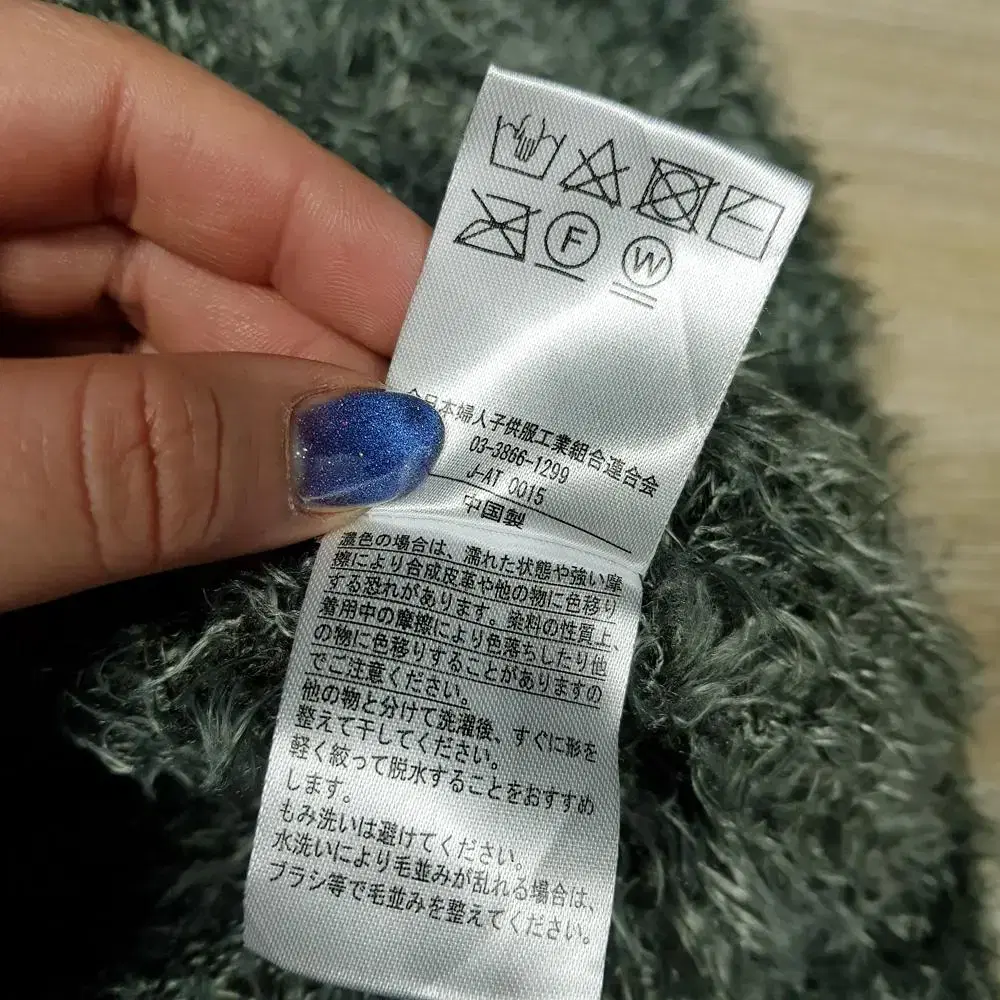 F W
全日本婦人子供服工業組合連合会
03-3866-1299
J-AT 0015
中国製
濃色の場合は、濡れた状態や強い摩
擦により合成皮革や他の物に色移り
する恐れがあります。染料の性質上、
着用中の摩擦により色落ちしたり他
の物に色移りすることがありますの
でご注意ください。
他の物と分けて洗濯後、すぐに形を
整えて干してください。
軽く絞って脱水することをおすすめ
します。
もみ洗いは避けてください。
水洗いにより毛並みが乱れる場合は、
ブラシ等で毛並みを整えてください。